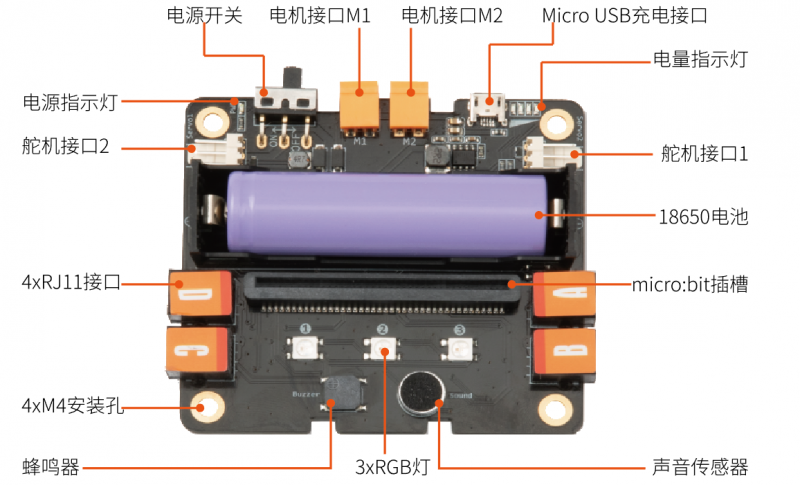 电源开关
电机接口M1
电机接口M2
Micro USB充电接口
电量指示灯
电源指示灯
舵机接口2
舵机接口1
M1
M2
18650电池
4xRJ11接口
micro:bit插槽
D
A
1
2
3
C
B
Buzzer
Sound
4xM4安装孔
蜂鸣器
3xRGB灯
声音传感器